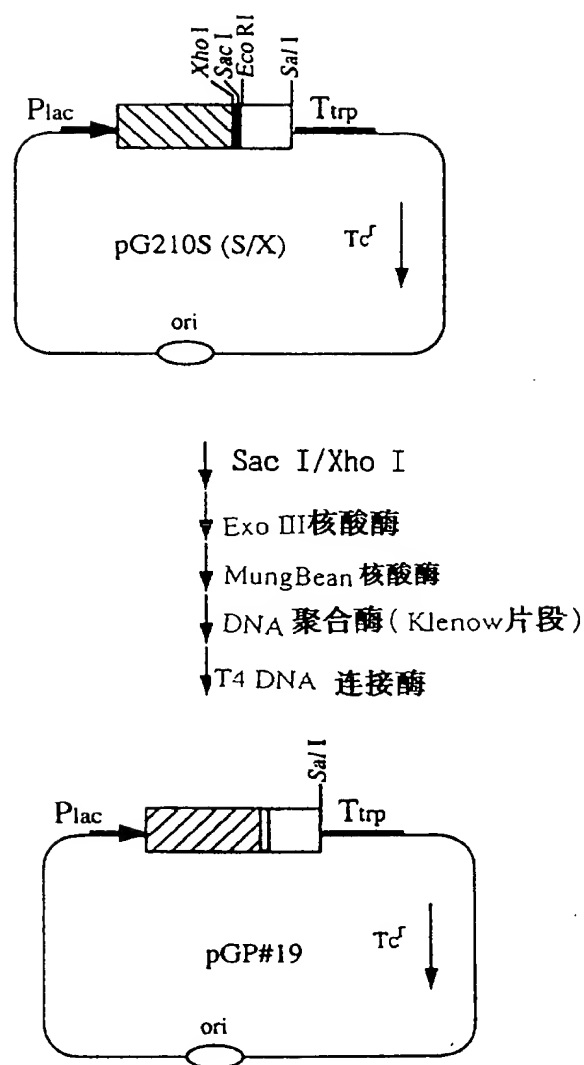 Xho I
Sac I
Eco RI
Sal I
Plac
Ttrp
pG210S (S/X)
Tcr
ori
Sac I/Xho I
Exo III核酸酶
MungBean 核酸酶
DNA 聚合酶( Klenow片段)
T4 DNA 连接酶
Sal I
Plac
Ttrp
pGP#19
Tcr
ori